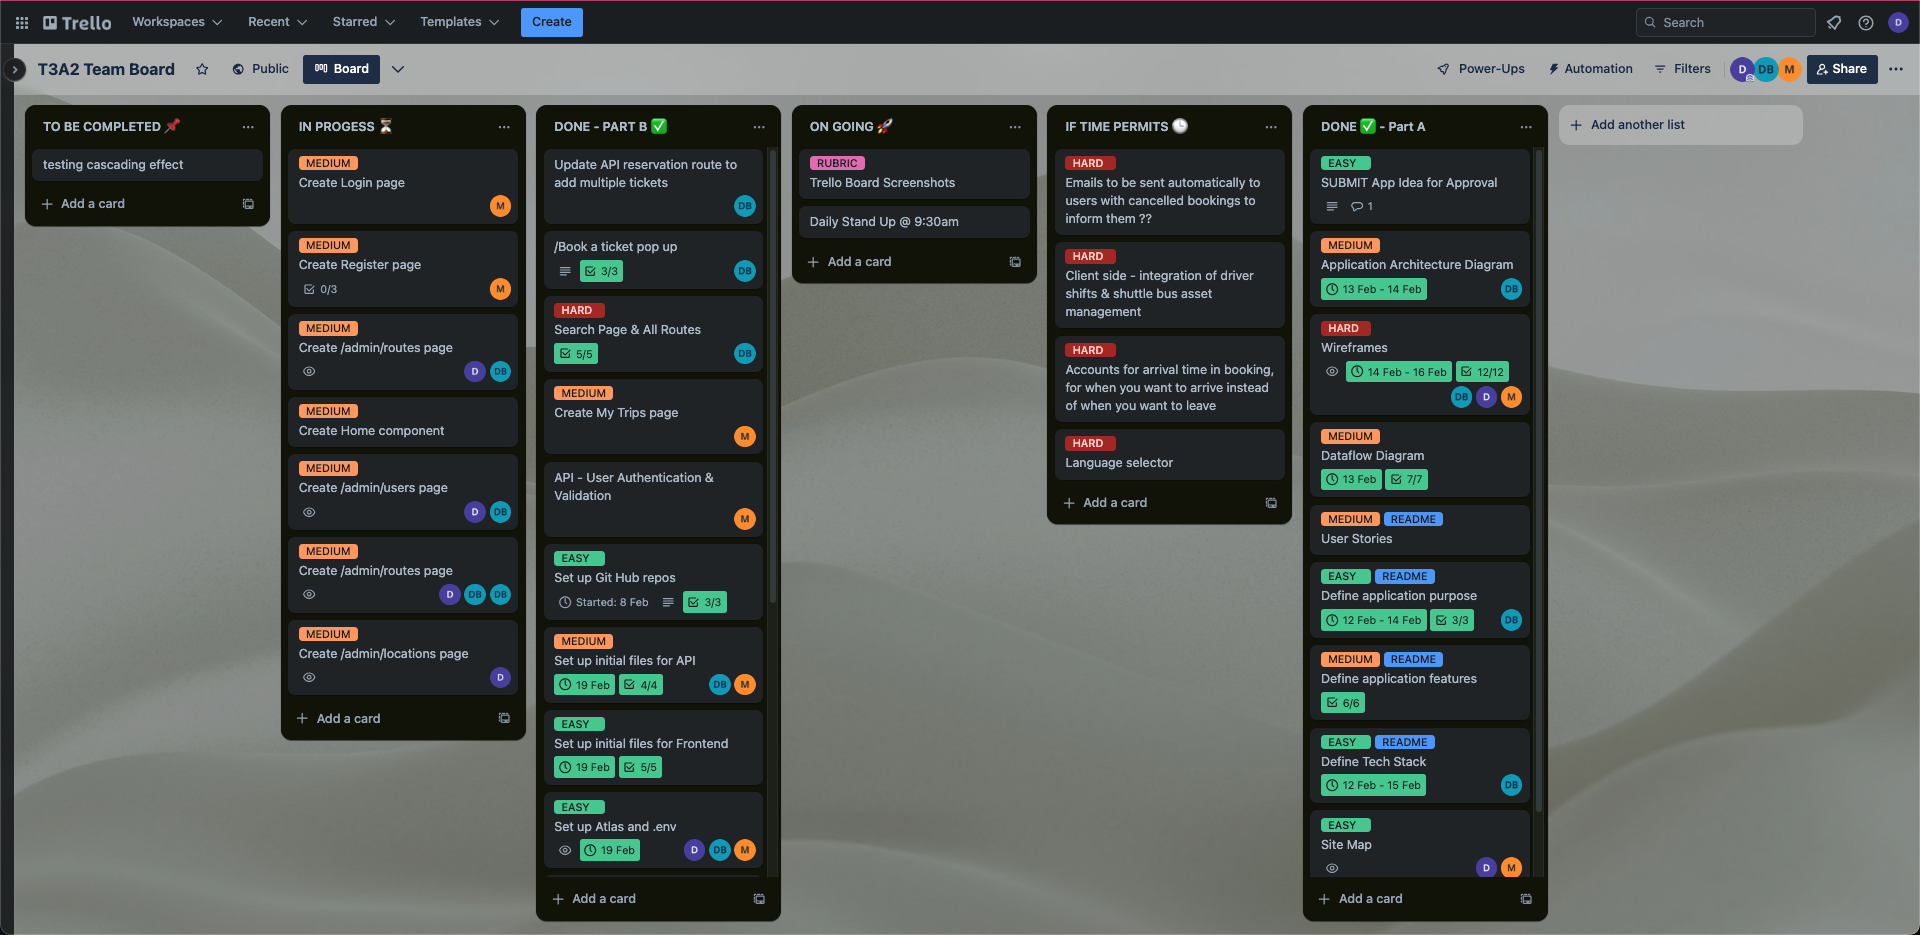 Trello
Workspaces
Recent
Starred
Templates
Create
Search
D
T3A2 Team Board
Public
Board
Power-Ups
Automation
Filters
D
DB
M
Share
TO BE COMPLETED 📌
testing cascading effect
Add a card
IN PROGESS ⏳
MEDIUM
Create Login page
M
MEDIUM
Create Register page
0/3
M
MEDIUM
Create /admin/routes page
D DB
MEDIUM
Create Home component
MEDIUM
Create /admin/users page
D DB
MEDIUM
Create /admin/routes page
D DB DB
MEDIUM
Create /admin/locations page
D
Add a card
DONE - PART B ✅
Update API reservation route to
add multiple tickets
DB
/Book a ticket pop up
3/3
DB
HARD
Search Page & All Routes
5/5
DB
MEDIUM
Create My Trips page
M
API - User Authentication &
Validation
M
EASY
Set up Git Hub repos
Started: 8 Feb
3/3
MEDIUM
Set up initial files for API
19 Feb
4/4
DB M
EASY
Set up initial files for Frontend
19 Feb
5/5
EASY
Set up Atlas and .env
19 Feb
D DB M
Add a card
ON GOING 🚀
RUBRIC
Trello Board Screenshots
Daily Stand Up @ 9:30am
Add a card
IF TIME PERMITS 🕒
HARD
Emails to be sent automatically to
users with cancelled bookings to
inform them ??
HARD
Client side - integration of driver
shifts & shuttle bus asset
management
HARD
Accounts for arrival time in booking,
for when you want to arrive instead
of when you want to leave
HARD
Language selector
Add a card
DONE ✅ - Part A
EASY
SUBMIT App Idea for Approval
1
MEDIUM
Application Architecture Diagram
13 Feb - 14 Feb
DB
HARD
Wireframes
14 Feb - 16 Feb
12/12
DB D M
MEDIUM
Dataflow Diagram
13 Feb
7/7
MEDIUM README
User Stories
EASY README
Define application purpose
12 Feb - 14 Feb
3/3
DB
MEDIUM README
Define application features
6/6
EASY README
Define Tech Stack
12 Feb - 15 Feb
DB
EASY
Site Map
D M
Add a card
Add another list